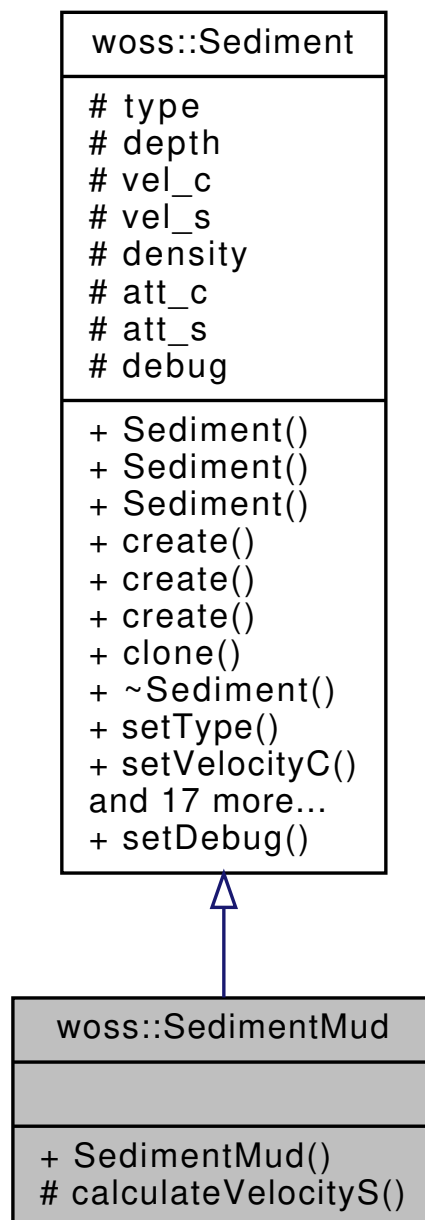 woss::Sediment
# type
# depth
# vel_c
# vel_s
# density
# att_c
# att_s
# debug
+ Sediment()
+ Sediment()
+ Sediment()
+ create()
+ create()
+ create()
+ clone()
+ ~Sediment()
+ setType()
+ setVelocityC()
and 17 more...
+ setDebug()
woss::SedimentMud
+ SedimentMud()
# calculateVelocityS()